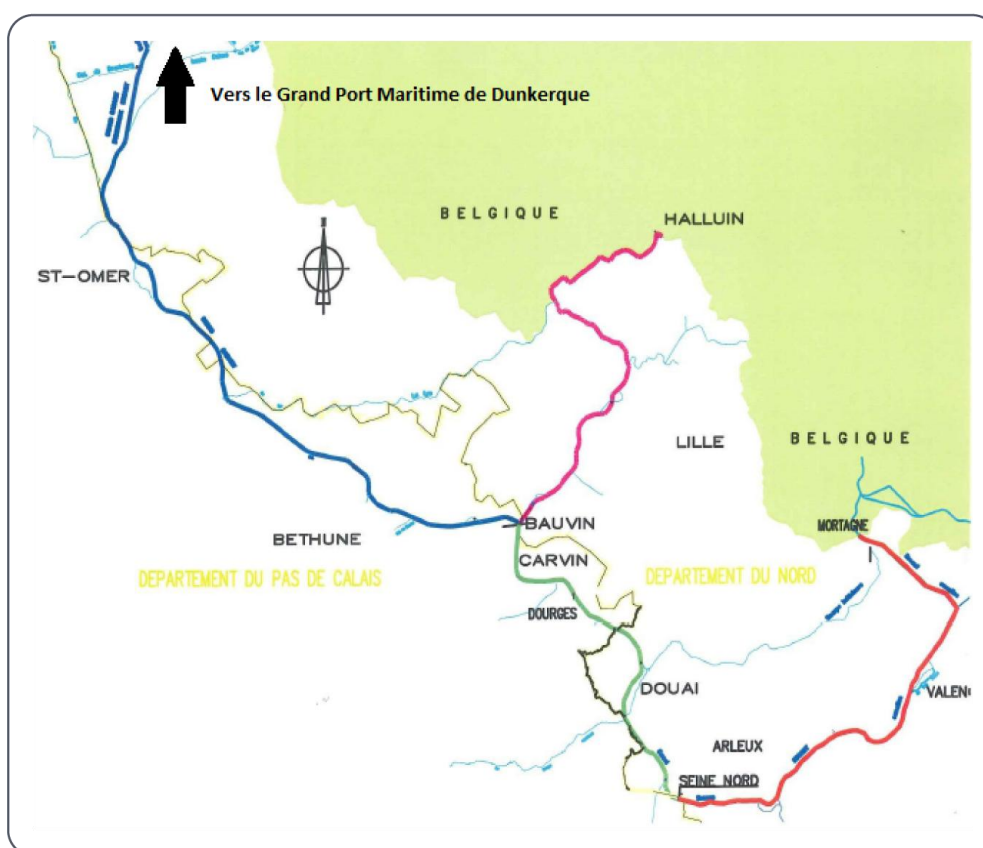 Vers le Grand Port Maritime de Dunkerque
BELGIQUE
HALLUIN
ST-OMER
LILLE
BELGIQUE
MORTAGNE
BAUVIN
BETHUNE
CARVIN
DEPARTEMENT DU PAS DE CALAIS
DEPARTEMENT DU NORD
DOURGES
DOUAI
VALEN
ARLEUX
SEINE NORD